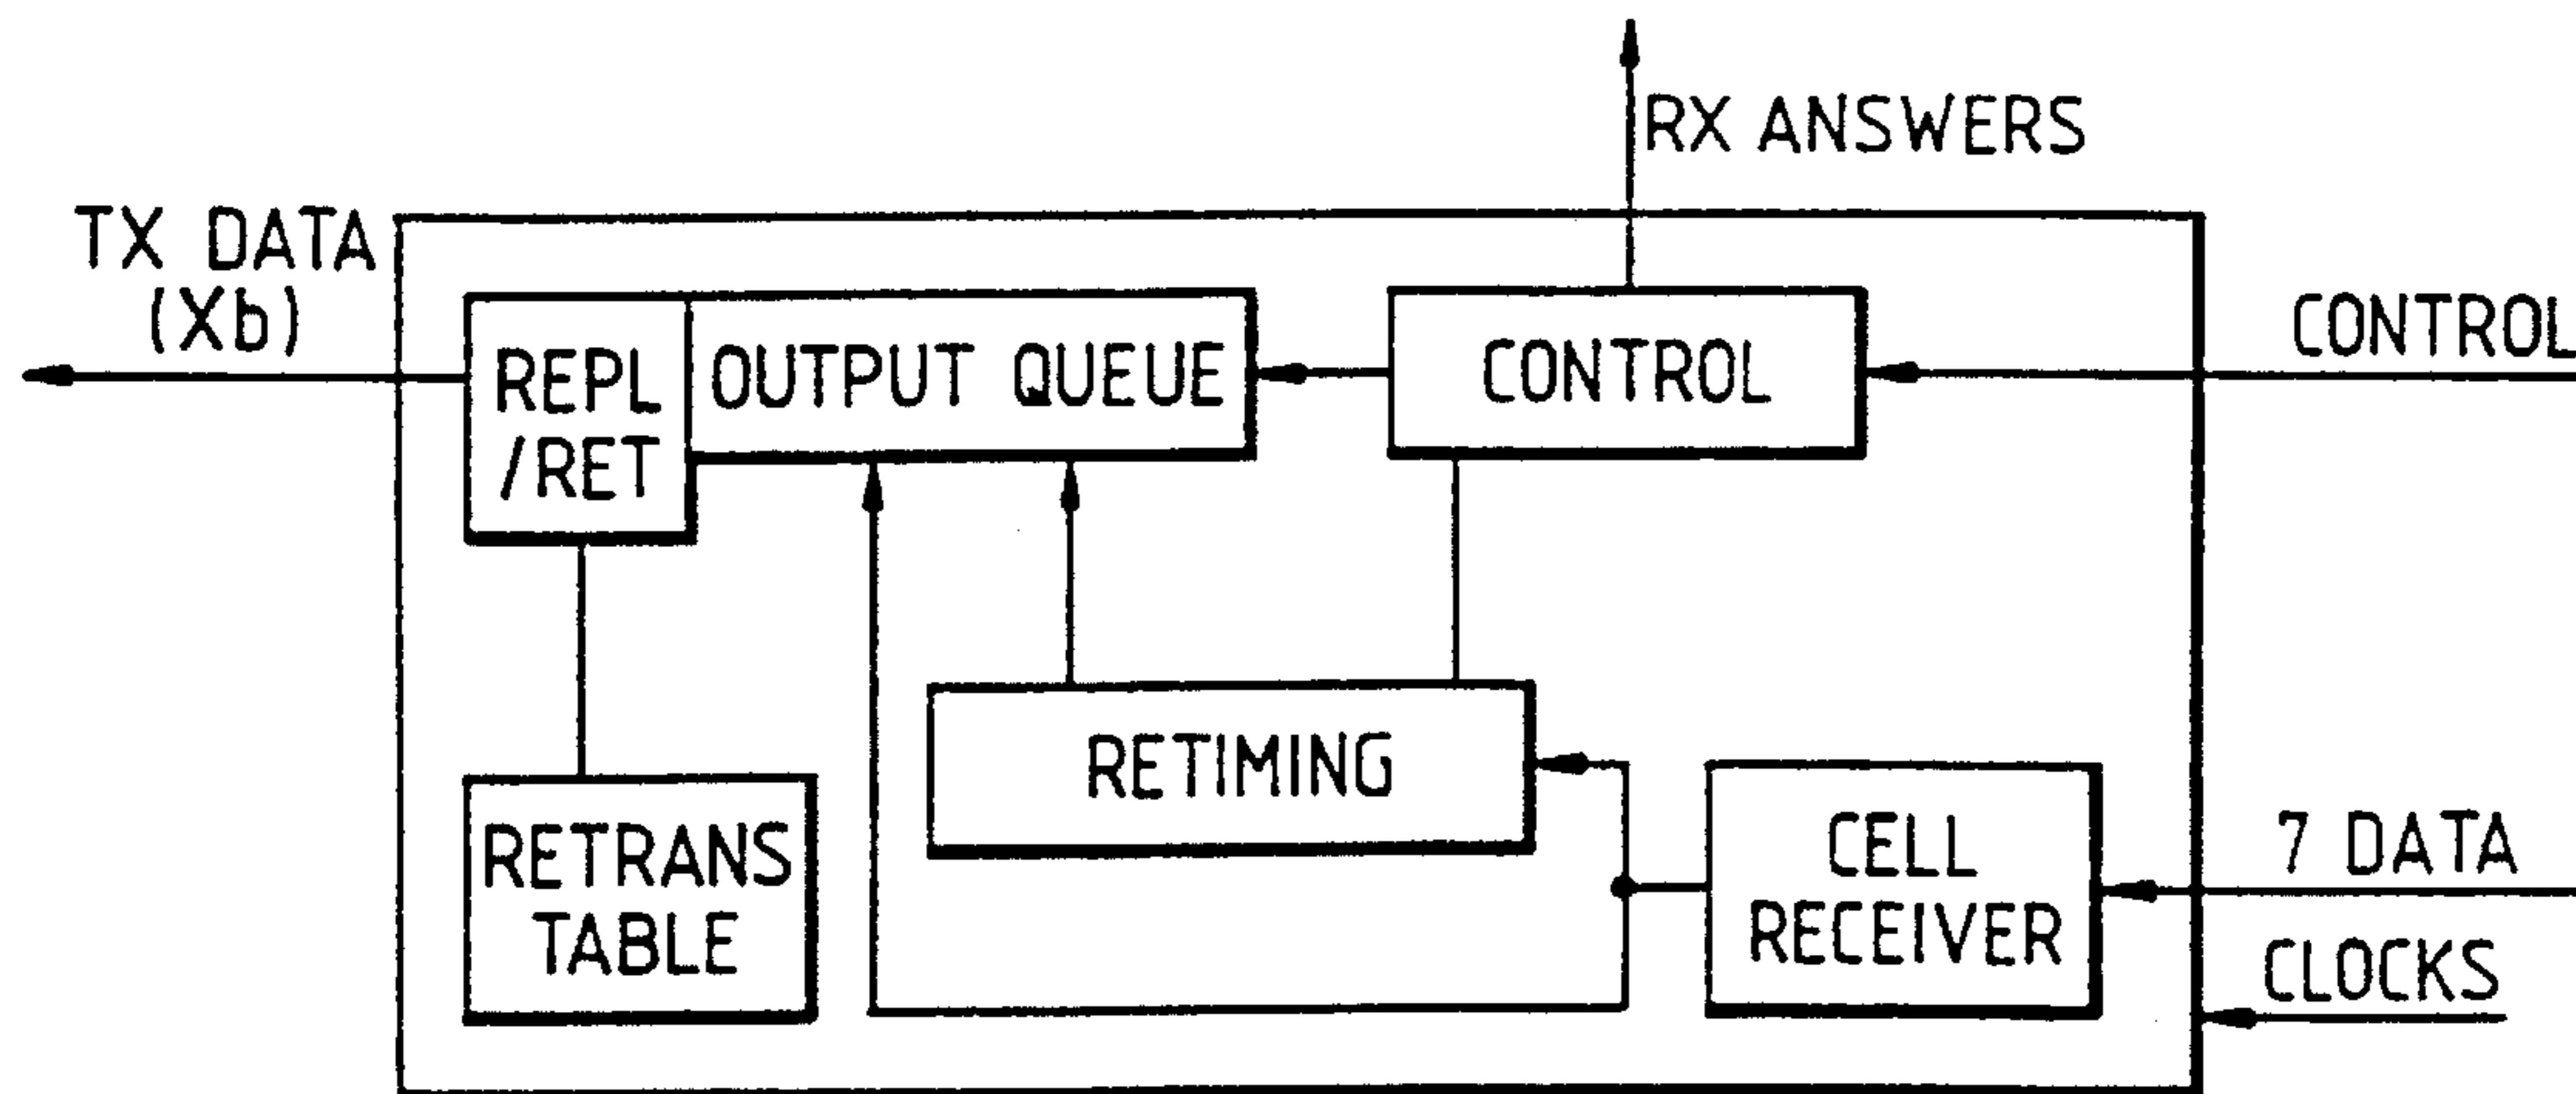 RX ANSWERS
TX DATA
(Xb)
CONTROL
REPL
/RET
OUTPUT QUEUE
CONTROL
RETIMING
RETRANS
TABLE
CELL
RECEIVER
7 DATA
CLOCKS